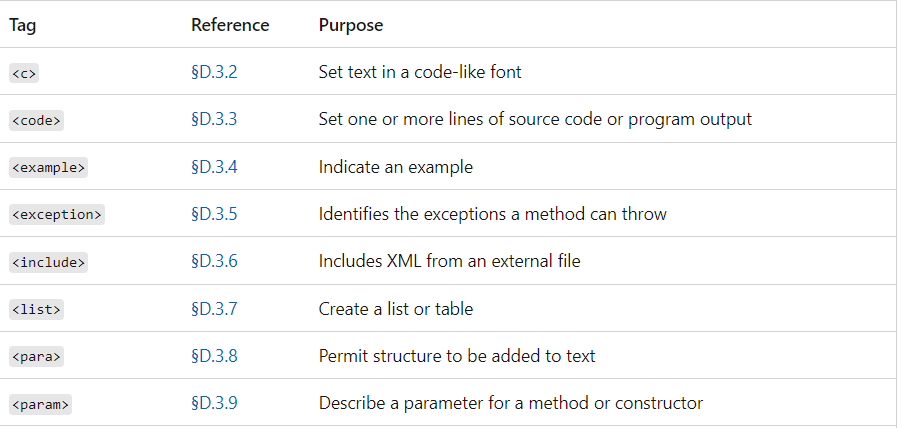 Tag Reference Purpose
<c> §D.3.2 Set text in a code-like font
<code> §D.3.3 Set one or more lines of source code or program output
<example> §D.3.4 Indicate an example
<exception> §D.3.5 Identifies the exceptions a method can throw
<include> §D.3.6 Includes XML from an external file
<list> §D.3.7 Create a list or table
<para> §D.3.8 Permit structure to be added to text
<param> §D.3.9 Describe a parameter for a method or constructor